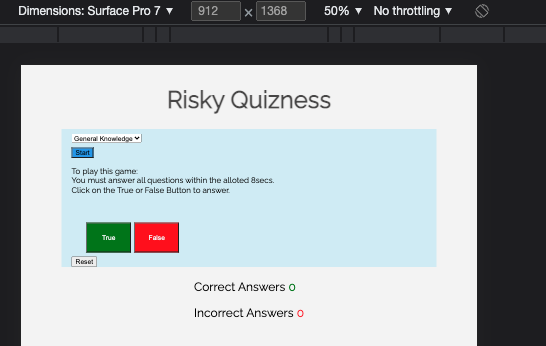 Dimensions: Surface Pro 7 ▼ 912 × 1368 50% ▼ No throttling ▼
Risky Quizness
General Knowledge
Start
To play this game:
You must answer all questions within the alloted 8secs.
Click on the True or False Button to answer.
True False
Reset
Correct Answers 0
Incorrect Answers 0